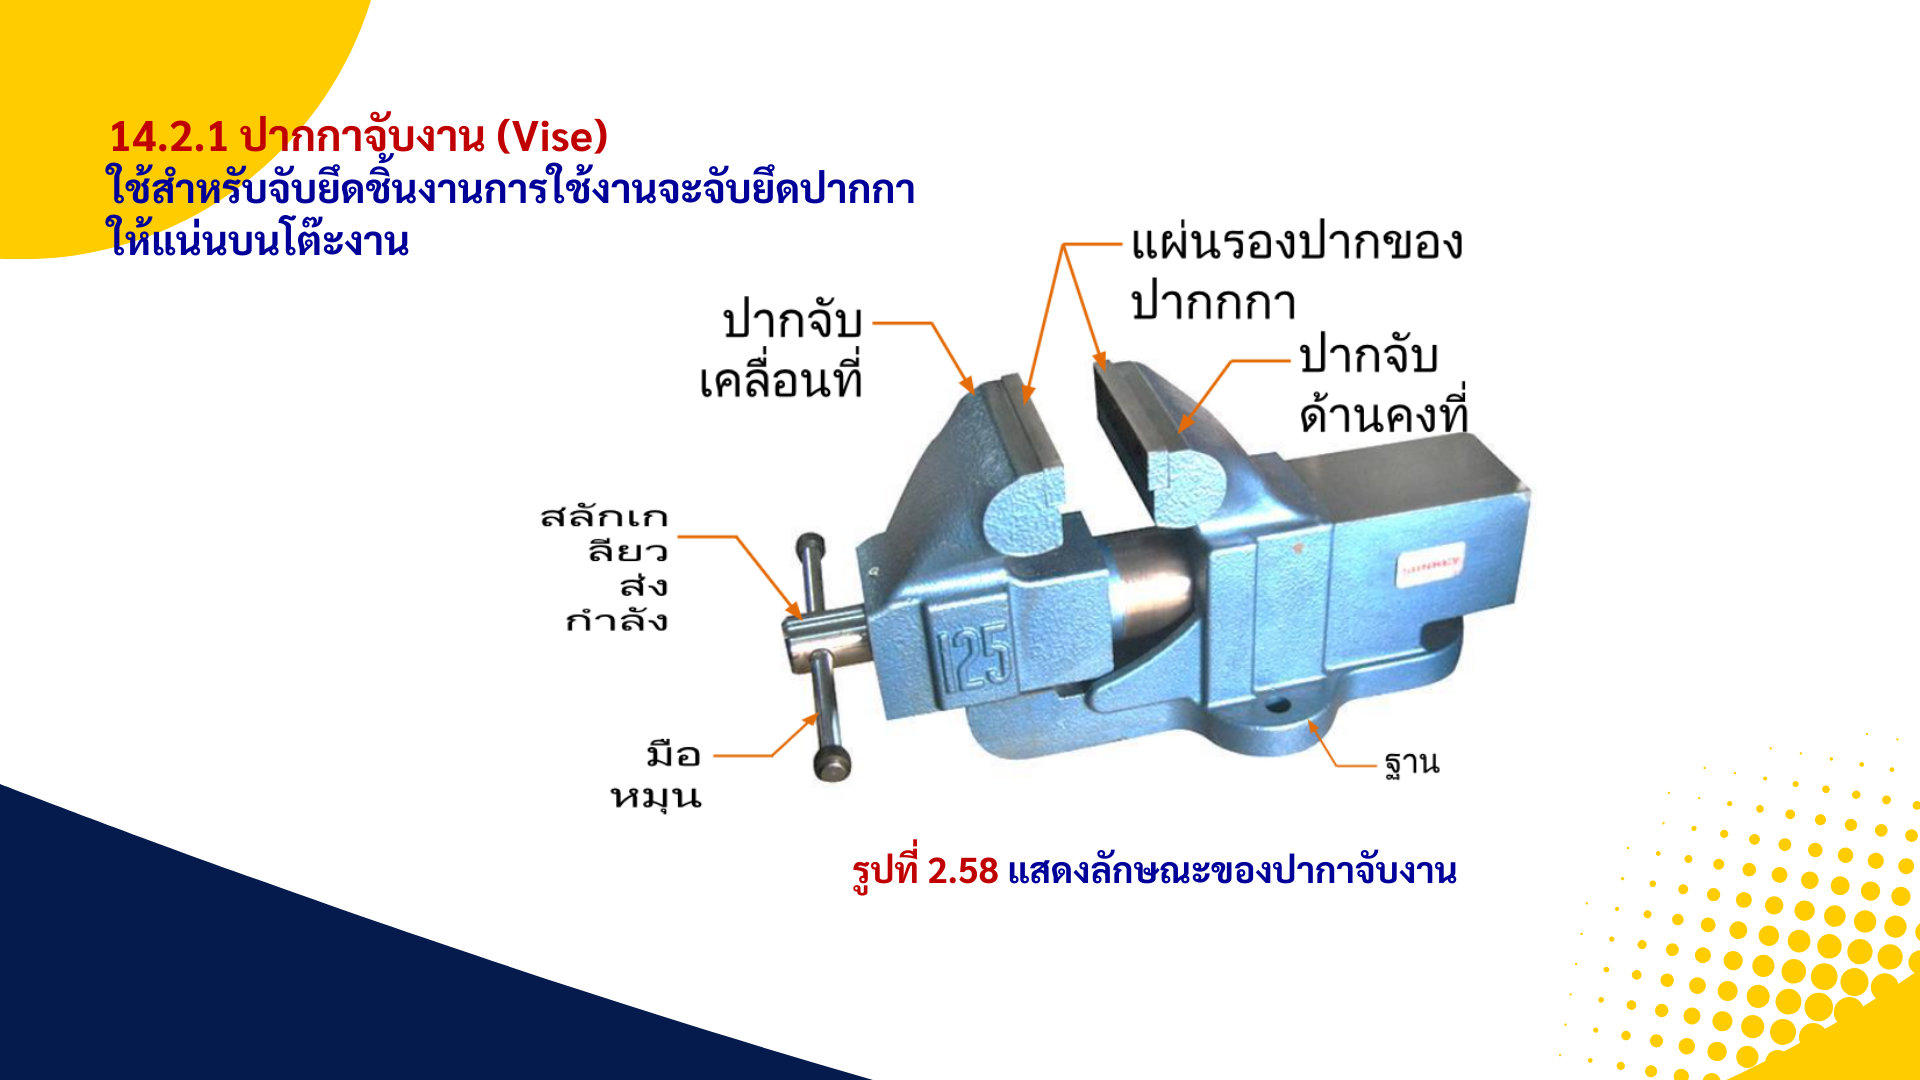 14.2.1 ปากกาจับงาน (Vise)
ใช้สำหรับจับยึดชิ้นงานการใช้งานจะจับยึดปากกา
ให้แน่นบนโต๊ะงาน
แผ่นรองปากของ
ปากกกา
ปากจับ
เคลื่อนที่
ปากจับ
ด้านคงที่
สลักเก
ลียว
ส่ง
กำลัง
125
มือ
หมุน
ฐาน
รูปที่ 2.58 แสดงลักษณะของปากาจับงาน